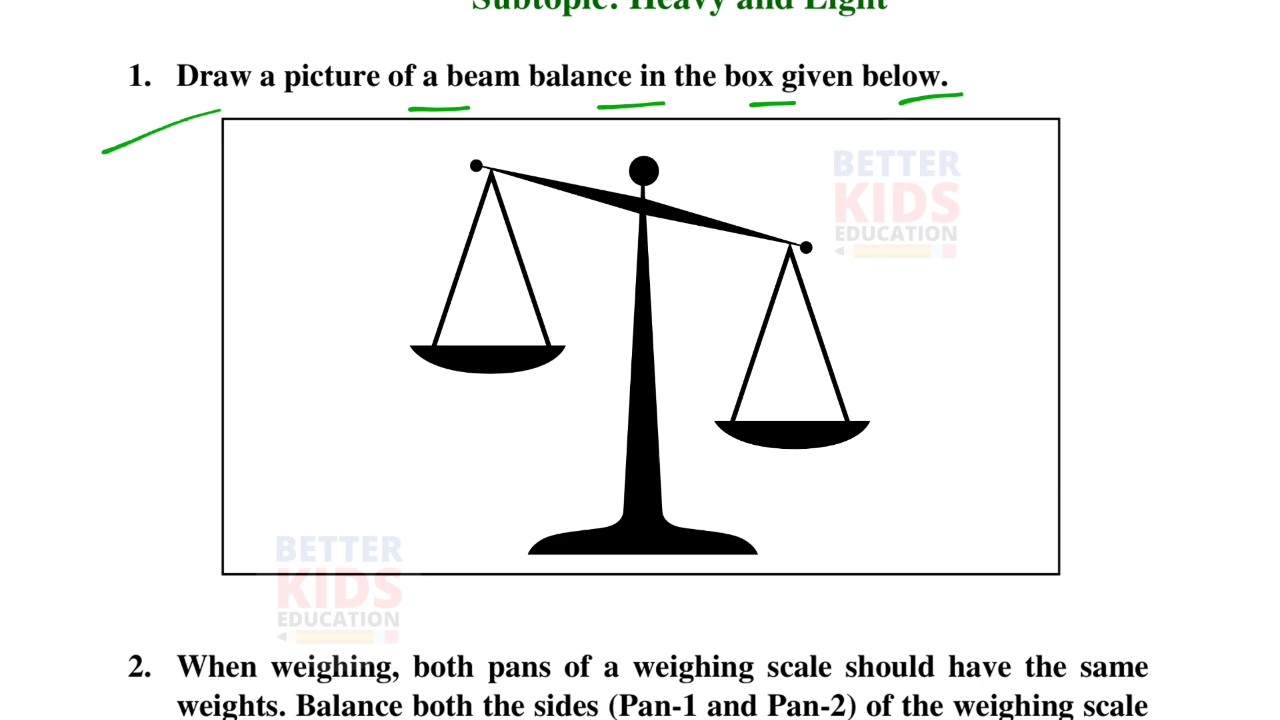 Subtopic: Heavy and Light
1. Draw a picture of a beam balance in the box given below.
BETTER
KIDS
EDUCATION
BETTER
KIDS
EDUCATION
2. When weighing, both pans of a weighing scale should have the same
weights. Balance both the sides (Pan-1 and Pan-2) of the weighing scale